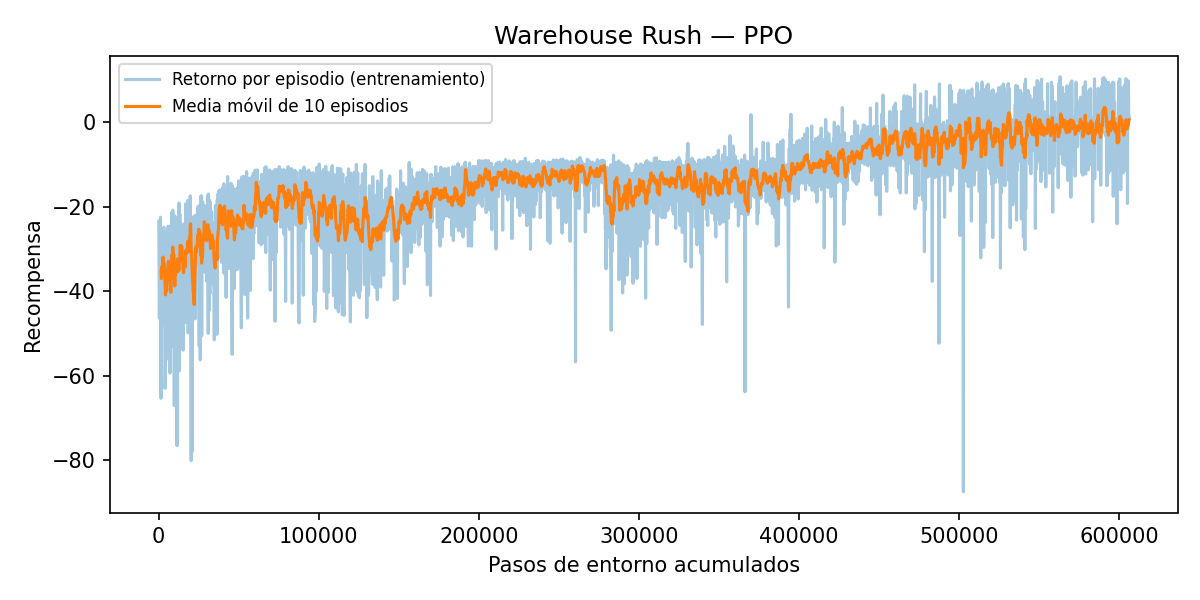 Warehouse Rush — PPO
Retorno por episodio (entrenamiento)
Media móvil de 10 episodios
Recompensa
0
−20
−40
−60
−80
0 100000 200000 300000 400000 500000 600000
Pasos de entorno acumulados